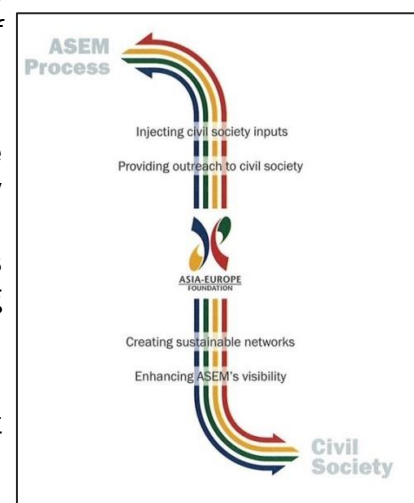 ASEM
Process
Injecting civil society inputs
Providing outreach to civil society
ASIA-EUROPE
FOUNDATION
Creating sustainable networks
Enhancing ASEM's visibility
Civil
Society